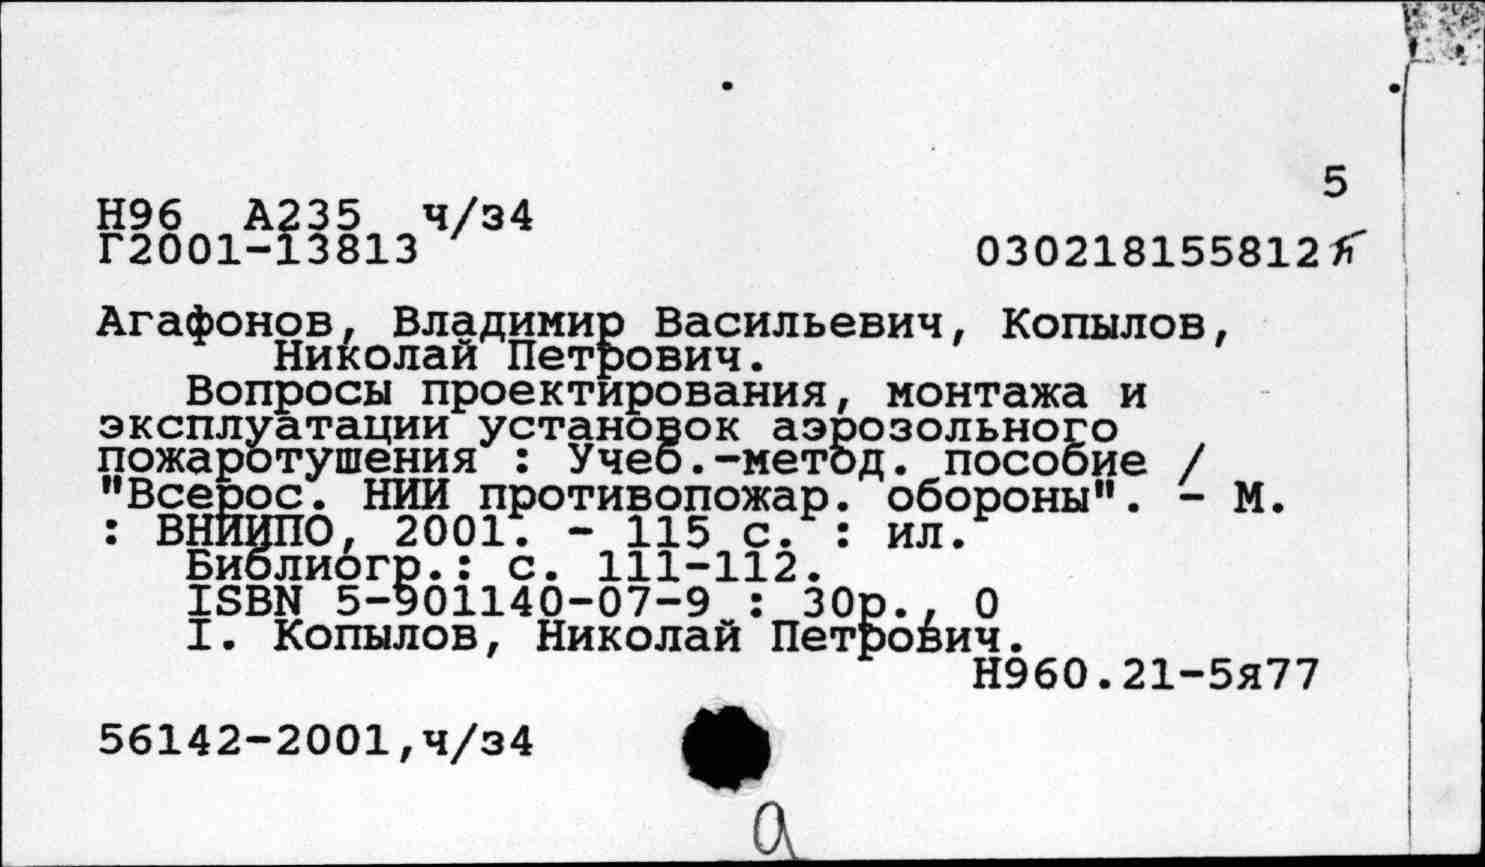 5
Н96 А235 ч/з4
Г2001-13813 030218155812
Агафонов, Владимир Васильевич, Копылов,
Николай Петрович.
Вопросы проектирования, монтажа и
эксплуатации установок аэрозольного
пожаротушения : Учеб.-метод. пособие /
"Всерос. НИИ противопожар. обороны". - М.
: ВНИИПО, 2001. - 115 с. : ил.
Библиогр.: с. 111-112.
ISBN 5-901140-07-9 : 30р., 0
I. Копылов, Николай Петрович.
Н960.21-5я77
56142-2001,ч/з4
а